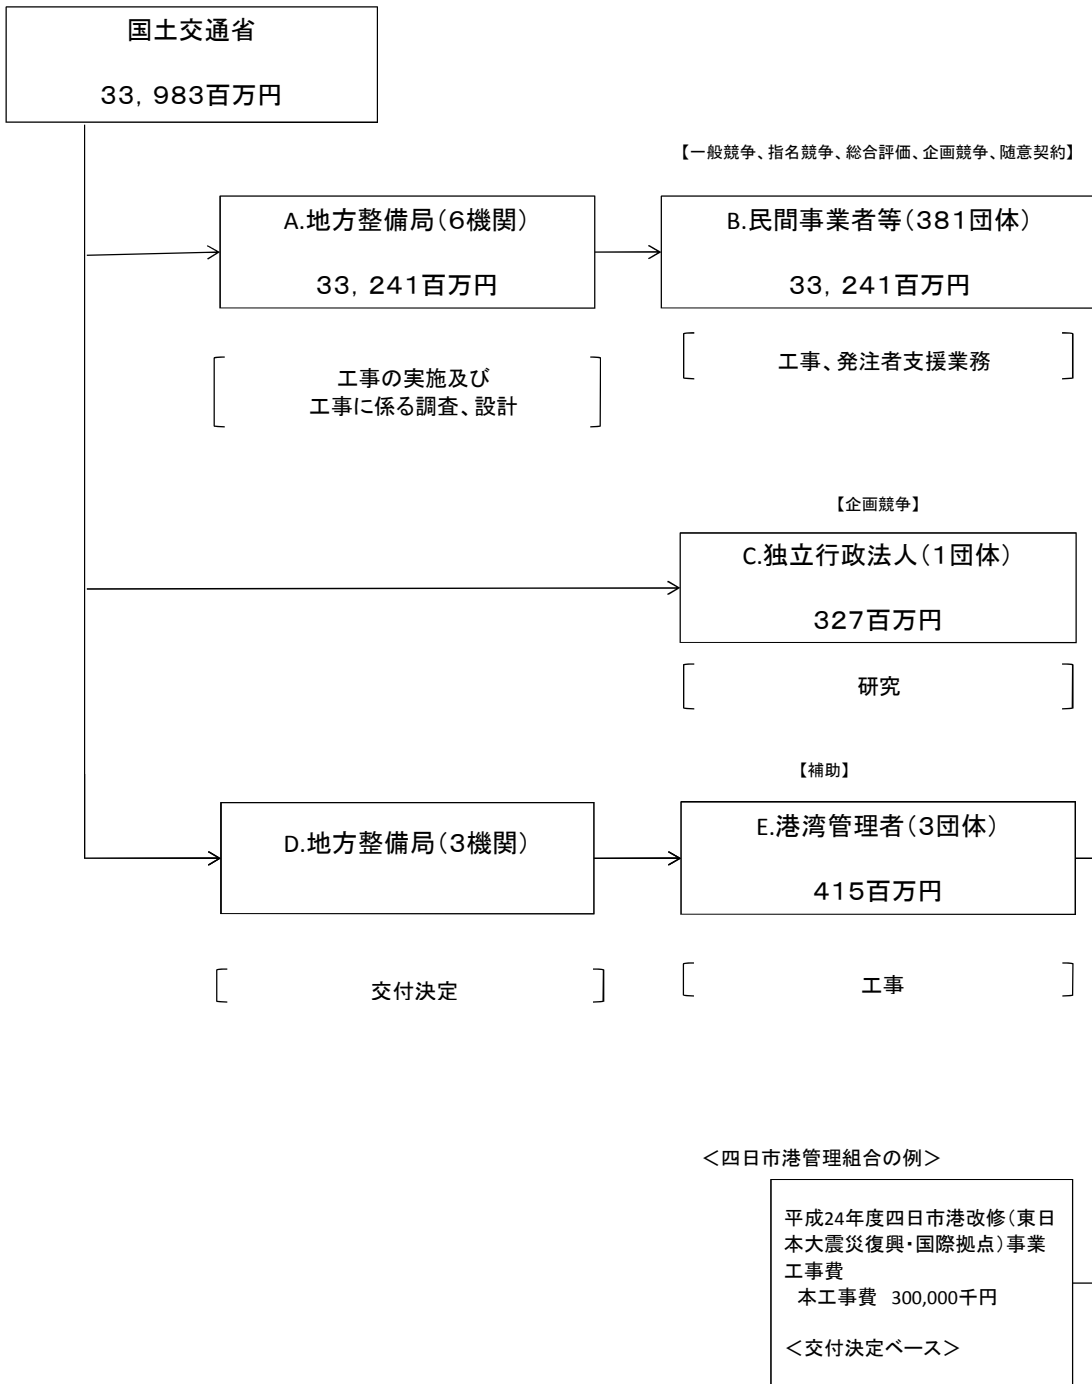 国土交通省
33, 983百万円
【一般競争、指名競争、総合評価、企画競争、随意契約】
A.地方整備局(6機関)
33, 241百万円
B.民間事業者等(381団体)
33, 241百万円
工事の実施及び
工事に係る調査、設計
工事、発注者支援業務
【企画競争】
C.独立行政法人(1団体)
327百万円
研究
【補助】
D.地方整備局(3機関)
E.港湾管理者(3団体)
415百万円
交付決定
工事
<四日市港管理組合の例>
平成24年度四日市港改修(東日
本大震災復興・国際拠点)事業
工事費
本工事費 300,000千円
<交付決定ベース>